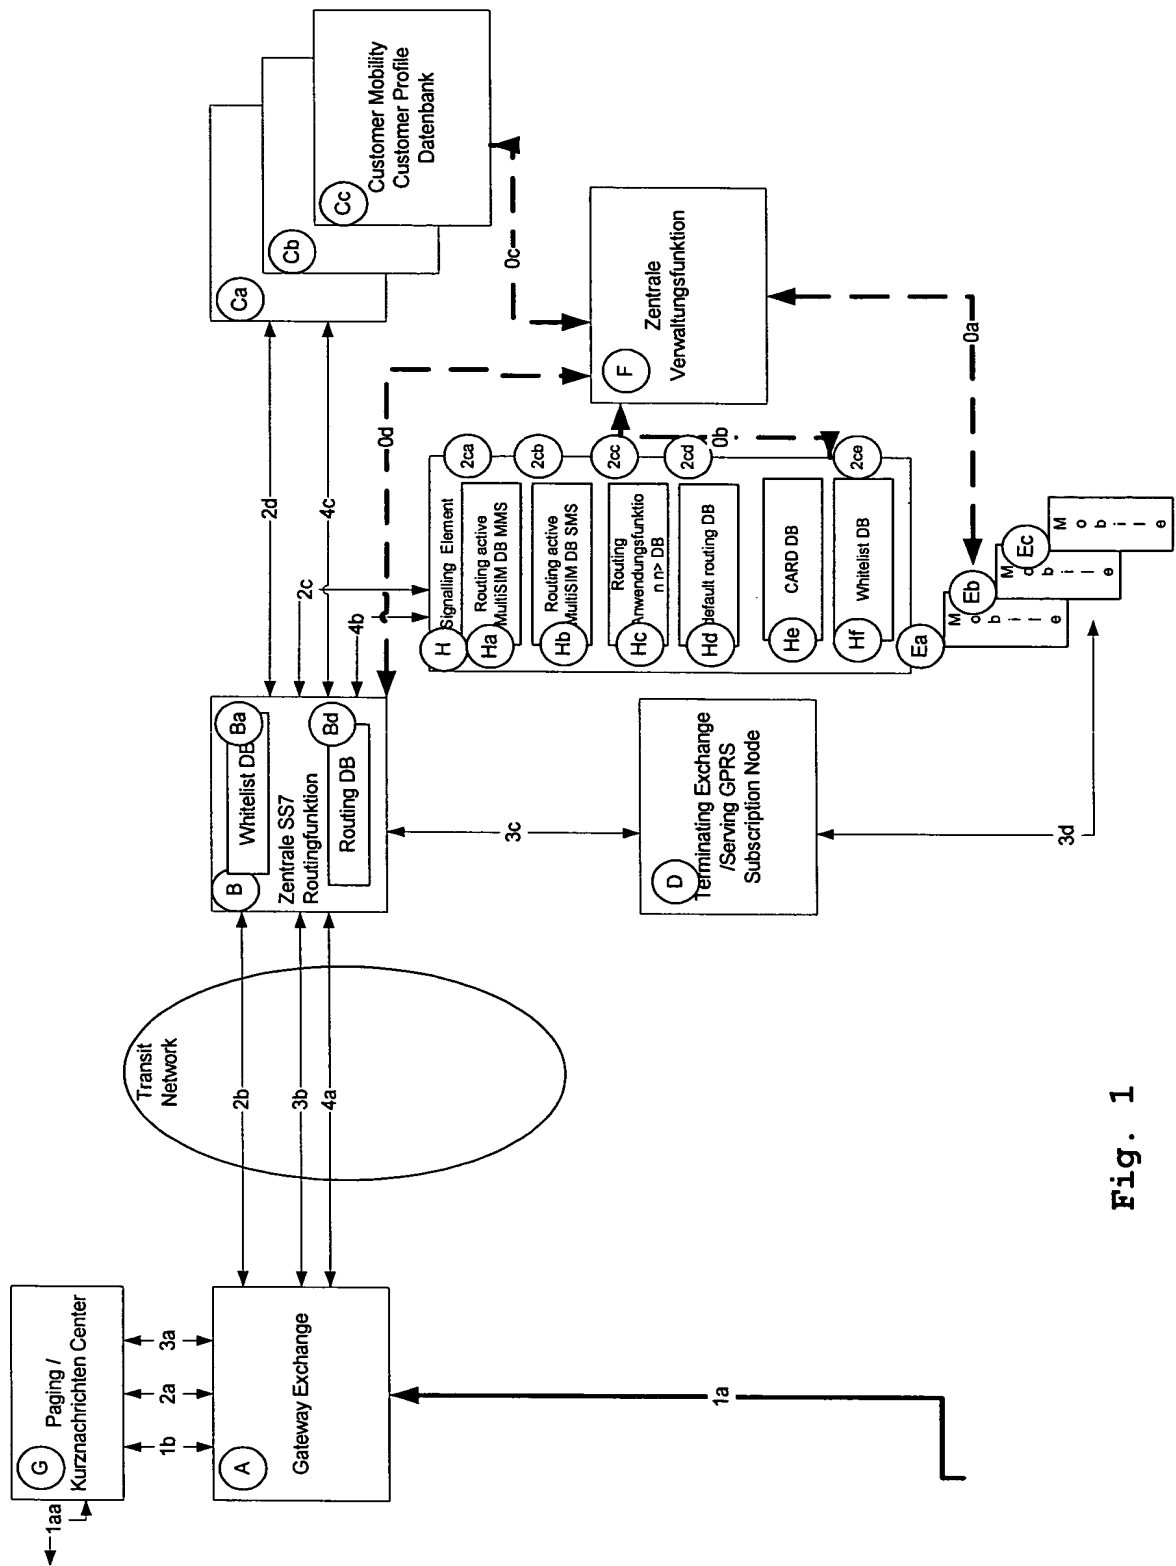 1aa
G
Paging /
Kurznachrichten Center
1b
2a
3a
A
Gateway Exchange
1a
Transit
Network
2b
3b
4a
B
Whitelist DB
Ba
Zentrale SS7
Routingfunktion
Routing DB
Bd
2d
2c
4c
4b
0d
3c
Ca
Cb
Cc
Customer Mobility
Customer Profile
Datenbank
0c
F
Zentrale
Verwaltungsfunktion
0b
0a
H
Signalling Element
Ha
Routing active
MultiSIM DB MMS
2ca
Hb
Routing active
MultiSIM DB SMS
2cb
Hc
Routing
Anwendungsfunktio
n n> DB
2cc
Hd
default routing DB
2cd
He
CARD DB
Hf
Whitelist DB
2ce
D
Terminating Exchange
/Serving GPRS
Subscription Node
3d
Ea
Mobile
Eb
Mobile
Ec
Mobile
Fig. 1